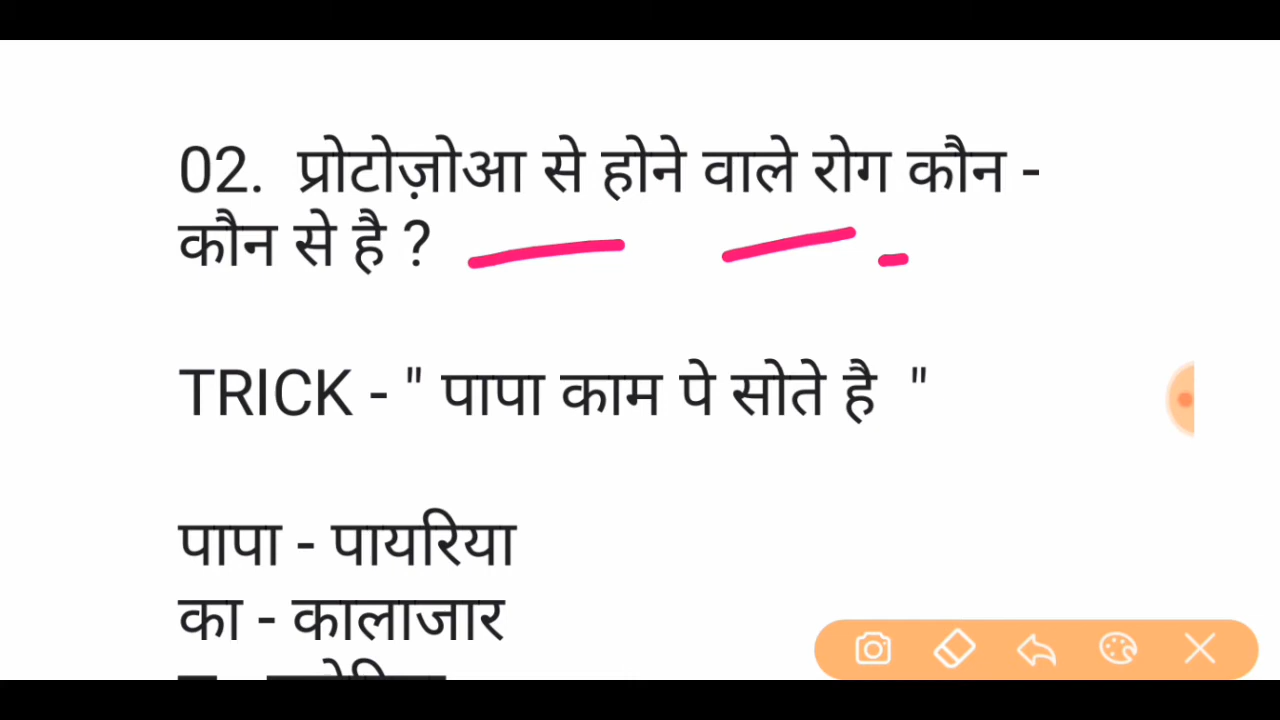 02. प्रोटोज़ोआ से होने वाले रोग कौन -
कौन से है ?
TRICK - " पापा काम पे सोते है "
पापा - पायरिया
का - कालाजार